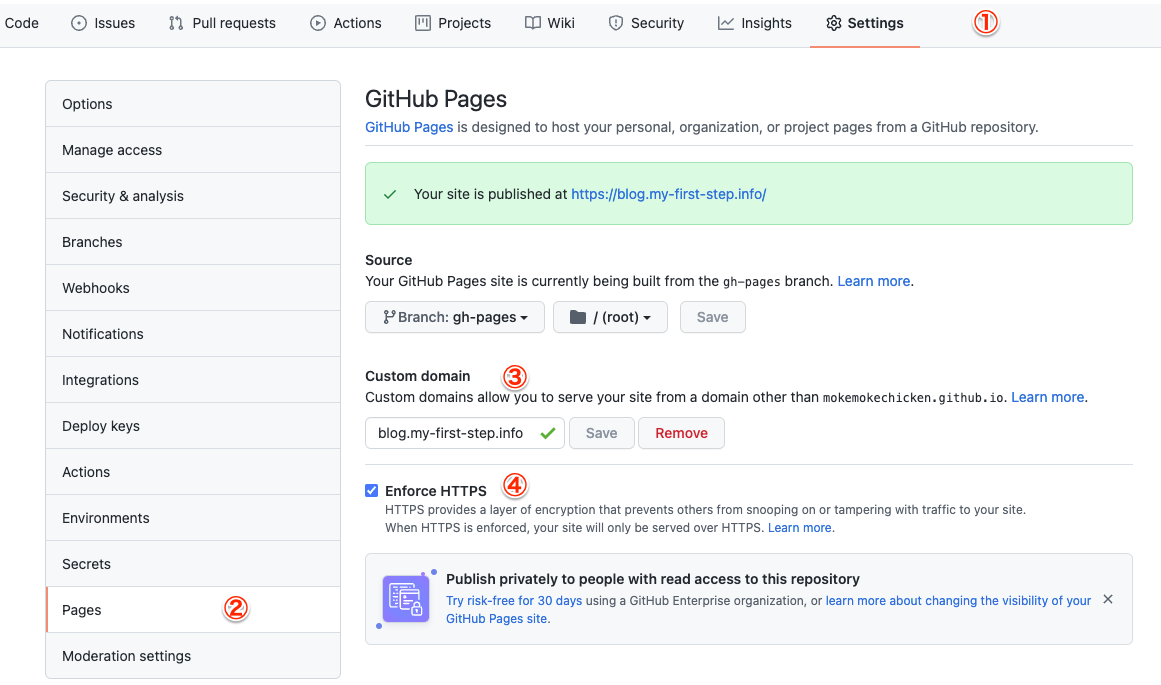 Code Issues Pull requests Actions Projects Wiki Security Insights Settings ①
Options
Manage access
Security & analysis
Branches
Webhooks
Notifications
Integrations
Deploy keys
Actions
Environments
Secrets
Pages ②
Moderation settings
GitHub Pages
GitHub Pages is designed to host your personal, organization, or project pages from a GitHub repository.
Your site is published at https://blog.my-first-step.info/
Source
Your GitHub Pages site is currently being built from the gh-pages branch. Learn more.
Branch: gh-pages / (root) Save
Custom domain ③
Custom domains allow you to serve your site from a domain other than mokemokechicken.github.io. Learn more.
blog.my-first-step.info Save Remove
Enforce HTTPS ④
HTTPS provides a layer of encryption that prevents others from snooping on or tampering with traffic to your site.
When HTTPS is enforced, your site will only be served over HTTPS. Learn more.
Publish privately to people with read access to this repository
Try risk-free for 30 days using a GitHub Enterprise organization, or learn more about changing the visibility of your
GitHub Pages site.